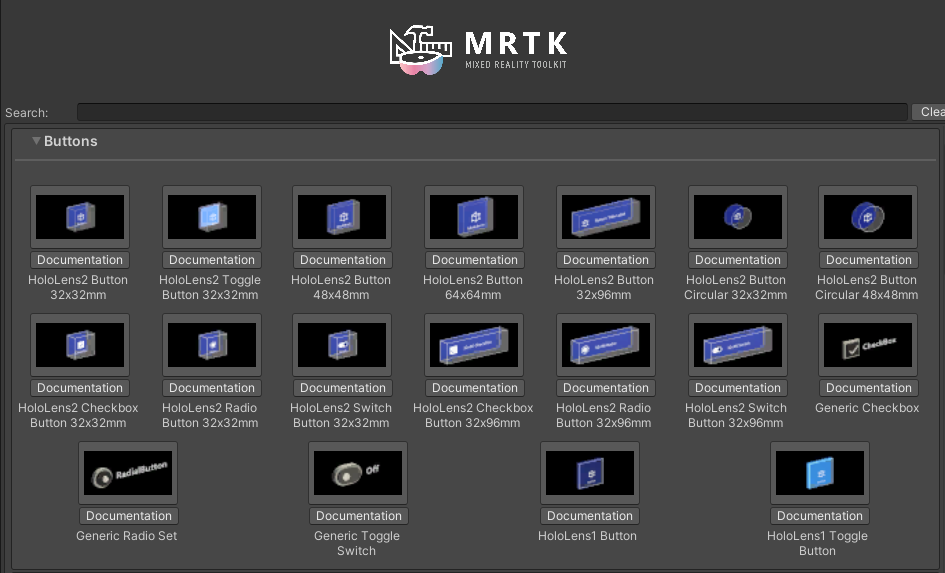 MRTK
MIXED REALITY TOOLKIT
Search:
Clea
Buttons
Documentation Documentation Documentation Documentation Documentation Documentation Documentation
HoloLens2 Button HoloLens2 Toggle HoloLens2 Button HoloLens2 Button HoloLens2 Button HoloLens2 Button HoloLens2 Button
32x32mm Button 32x32mm 48x48mm 64x64mm 32x96mm Circular 32x32mm Circular 48x48mm
CheckBox
Documentation Documentation Documentation Documentation Documentation Documentation Documentation
HoloLens2 Checkbox HoloLens2 Radio HoloLens2 Switch HoloLens2 Checkbox HoloLens2 Radio HoloLens2 Switch Generic Checkbox
Button 32x32mm Button 32x32mm Button 32x32mm Button 32x96mm Button 32x96mm Button 32x96mm
RadialButton Off
Documentation Documentation Documentation Documentation
Generic Radio Set Generic Toggle HoloLens1 Button HoloLens1 Toggle
Switch Button